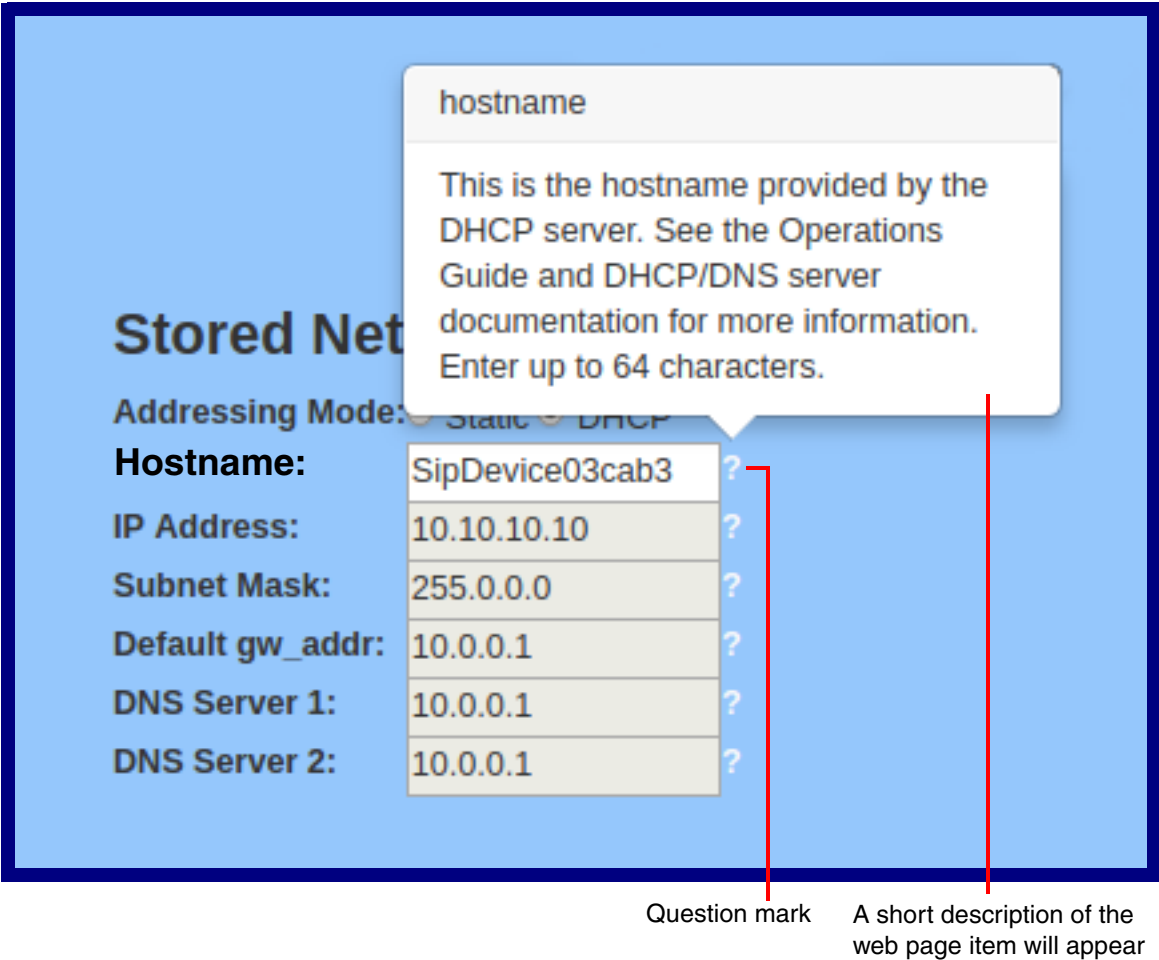 hostname
This is the hostname provided by the
DHCP server. See the Operations
Guide and DHCP/DNS server
documentation for more information.
Enter up to 64 characters.
Stored Net
Addressing Mode: Static DHCP
Hostname: SipDevice03cab3 ?
IP Address: 10.10.10.10 ?
Subnet Mask: 255.0.0.0 ?
Default gw_addr: 10.0.0.1 ?
DNS Server 1: 10.0.0.1 ?
DNS Server 2: 10.0.0.1 ?
Question mark
A short description of the
web page item will appear